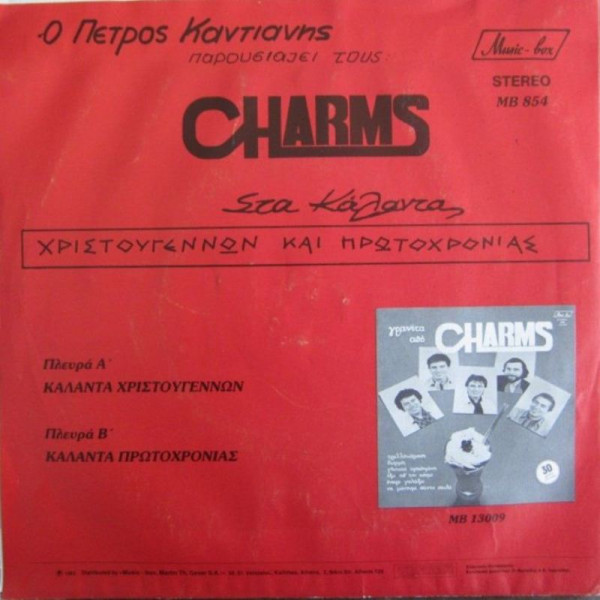 Ο ΠΕΤΡΟΣ ΚΑΝΤΙΑΝΗΣ
ΠΑΡΟΥΣΙΑΖΕΙ ΤΟΥΣ:
Music-box
STEREO
MB 854
CHARMS
Στα Κάλαντα
ΧΡΙΣΤΟΥΓΕΝΝΩΝ ΚΑΙ ΠΡΩΤΟΧΡΟΝΙΑΣ
Πλευρά Α΄
ΚΑΛΑΝΤΑ ΧΡΙΣΤΟΥΓΕΝΝΩΝ
Πλευρά Β΄
ΚΑΛΑΝΤΑ ΠΡΩΤΟΧΡΟΝΙΑΣ
γρανίτα
από
CHARMS
30
MB 13009